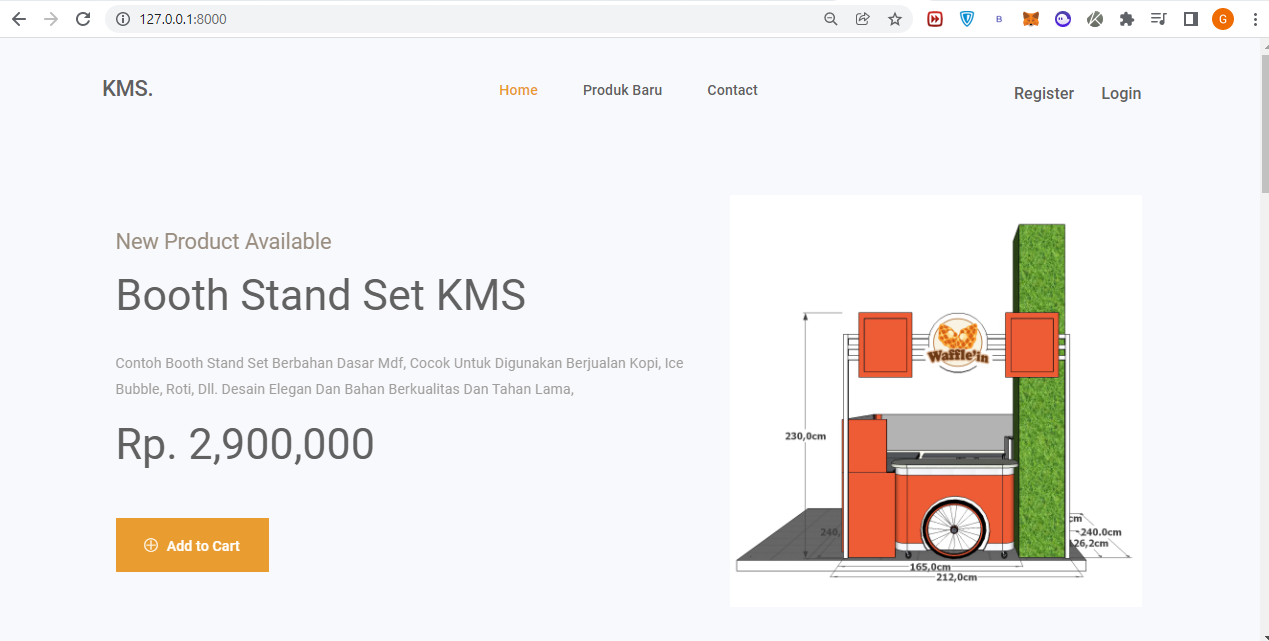 127.0.0.1:8000
B
G
KMS.
Home
Produk Baru
Contact
Register
Login
New Product Available
Booth Stand Set KMS
Contoh Booth Stand Set Berbahan Dasar Mdf, Cocok Untuk Digunakan Berjualan Kopi, Ice
Bubble, Roti, Dll. Desain Elegan Dan Bahan Berkualitas Dan Tahan Lama,
Rp. 2,900,000
Add to Cart
Waffle'in
230,0cm
240,
cm
240.0cm
26,2cm
165,0cm
212,0cm